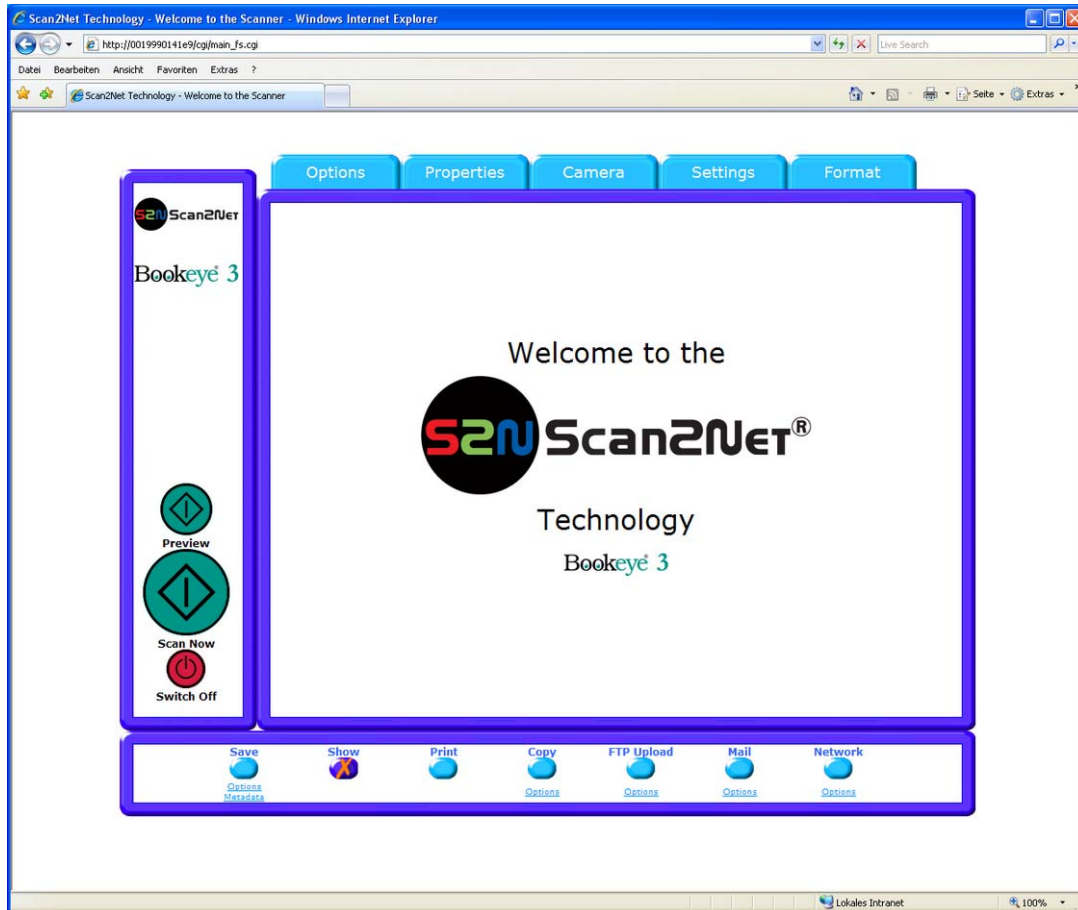 Scan2Net Technology - Welcome to the Scanner - Windows Internet Explorer
http://0019990141e9/cgi/main_fs.cgi
Live Search
Datei Bearbeiten Ansicht Favoriten Extras ?
Scan2Net Technology - Welcome to the Scanner
Seite Extras
Options Properties Camera Settings Format
S2N Scan2Net
Bookeye® 3
Welcome to the
S2N Scan2Net®
Technology
Bookeye® 3
Preview
Scan Now
Switch Off
Save Show Print Copy FTP Upload Mail Network
Options Options Options Options Options
Metadata
Lokales Intranet 100%